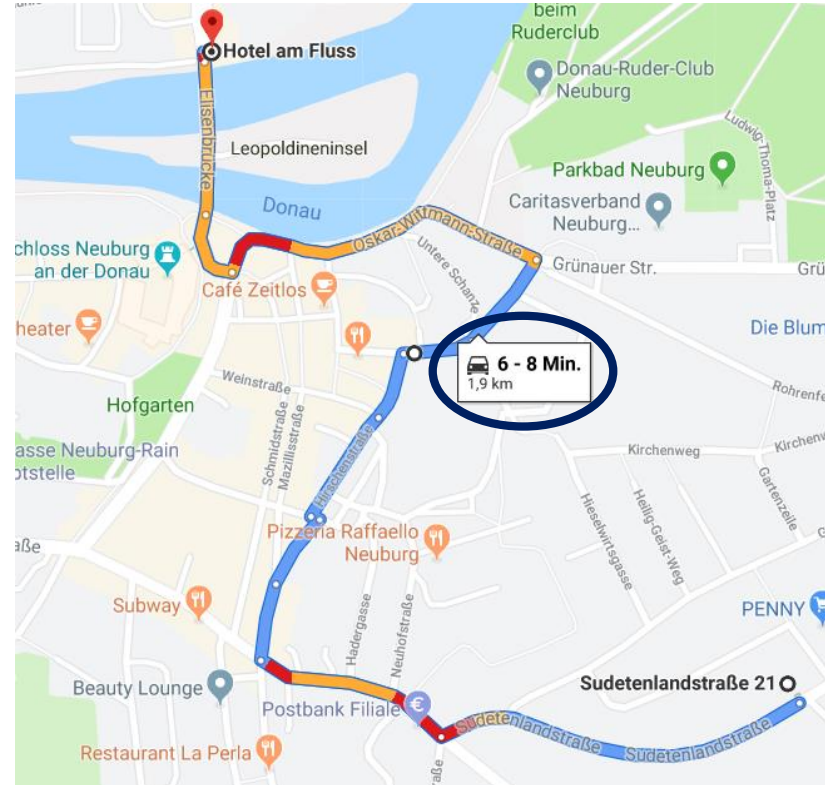 beim
Ruderclub
Hotel am Fluss
Donau-Ruder-Club
Neuburg
Elisenbrücke
Ludwig-Thoma-Platz
Leopoldineninsel
Parkbad Neuburg
Caritasverband
Neuburg...
Donau
Oskar-Wittmann-Straße
chloss Neuburg
an der Donau
Untere Schanze
Grünauer Str.
Grü
Café Zeitlos
heater
Die Blum
6 - 8 Min.
1,9 km
Weinstraße
Rohrenfe
Hofgarten
Schmidstraße
Mazillisstraße
Hirschenstraße
asse Neuburg-Rain
ptstelle
Kirchenweg
Kirchenw
Gartenzeile
Heilig-Geist-Weg
Hieselwirtsgasse
Pizzeria Raffaello
Neuburg
aße
Subway
Hadergasse
Neuhofstraße
PENNY
Beauty Lounge
Sudetenlandstraße 21
Postbank Filiale
€
Sudetenlandstraße
Sudetenlandstraße
Restaurant La Perla
aße